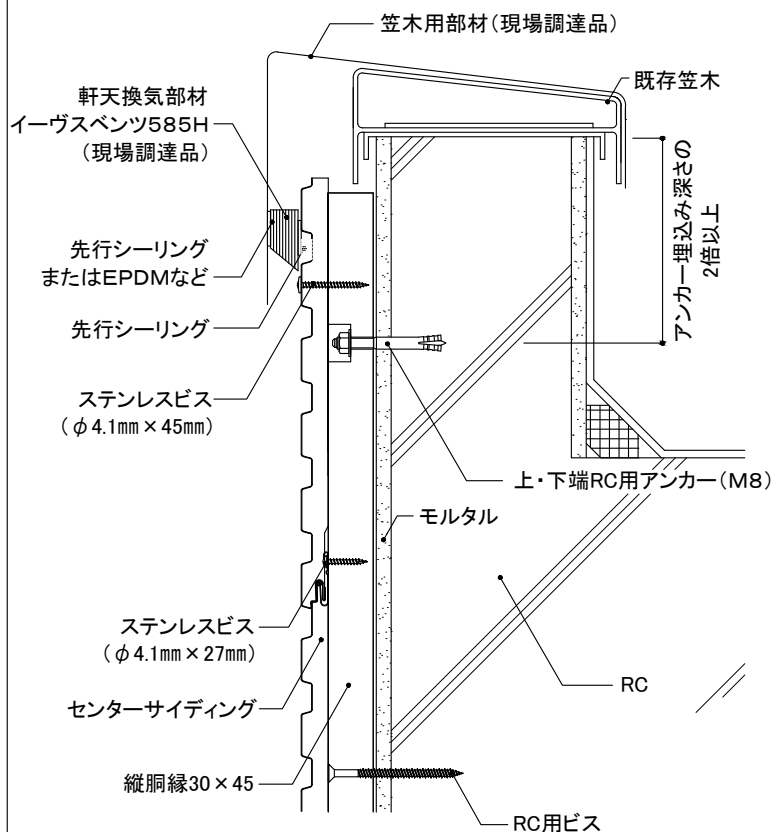 笠木用部材（現場調達品）
既存笠木
軒天換気部材
イーヴスベンツ585H
（現場調達品）
アンカー埋込み深さの
2倍以上
先行シーリング
またはEPDMなど
先行シーリング
ステンレスビス
（φ4.1mm×45mm）
上・下端RC用アンカー（M8）
モルタル
ステンレスビス
（φ4.1mm×27mm）
RC
センターサイディング
縦胴縁30×45
RC用ビス